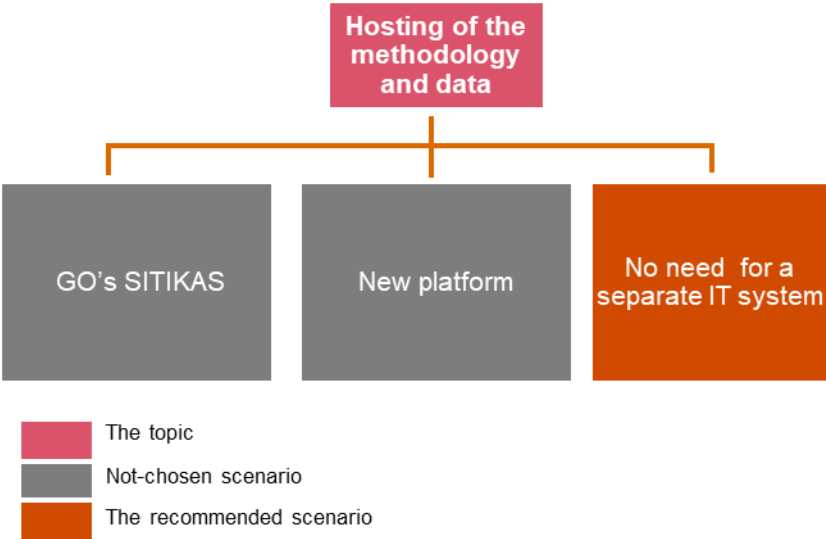 Hosting of the
methodology
and data
GO's SITIKAS
New platform
No need for a
separate IT system
The topic
Not-chosen scenario
The recommended scenario